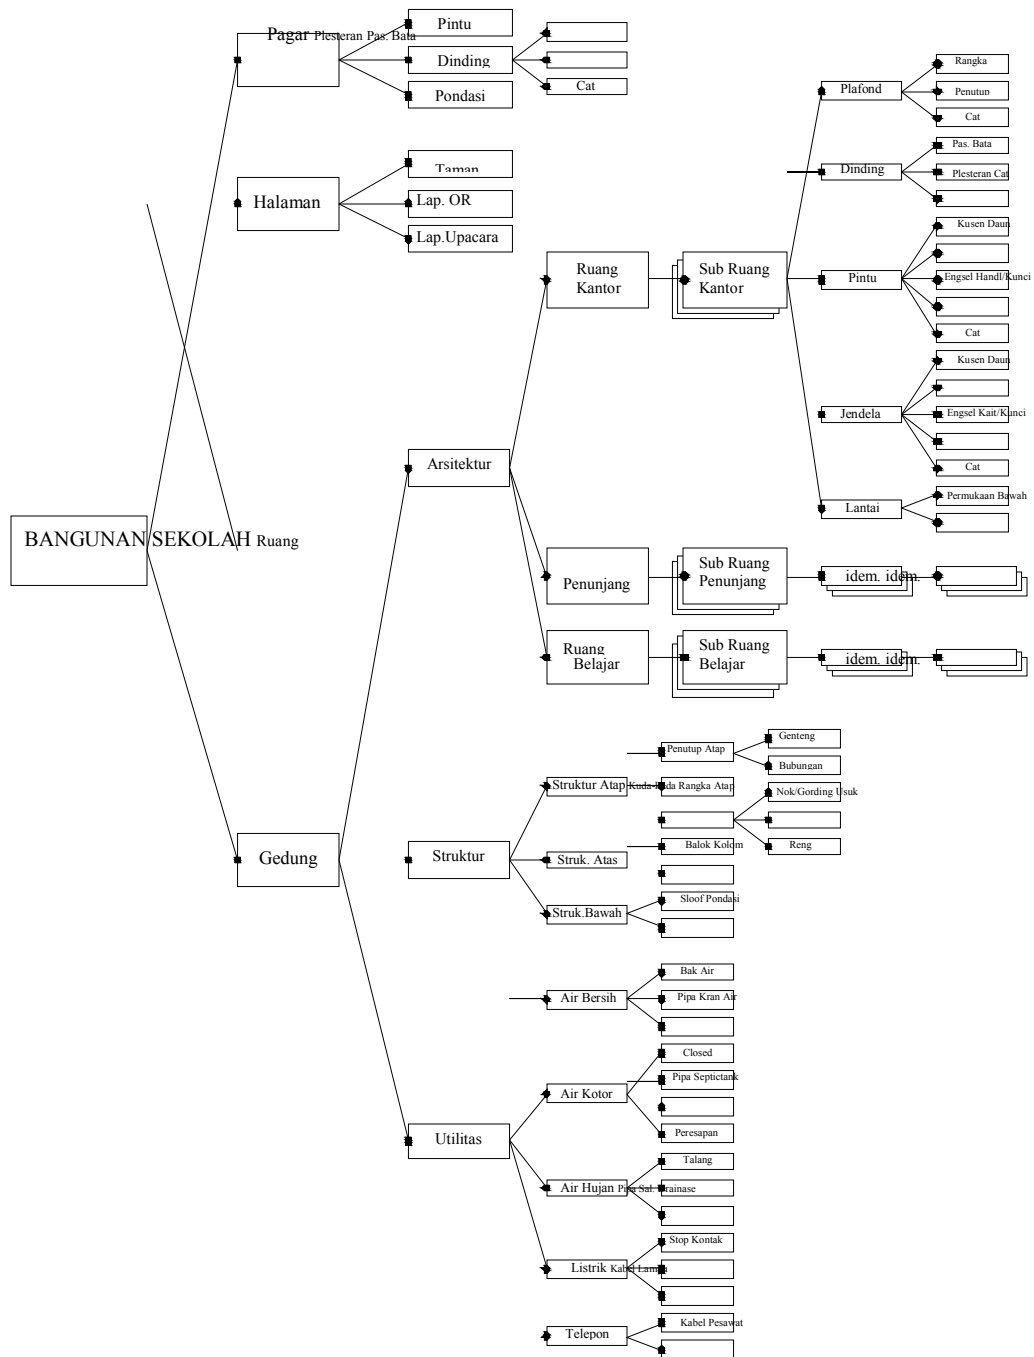 Pagar Plesteran Pas. Bata
Pintu
Dinding
Pondasi
Cat
Halaman
Taman
Lap. OR
Lap.Upacara
BANGUNAN SEKOLAH Ruang
Gedung
Arsitektur
Ruang
Kantor
Sub Ruang
Kantor
Plafond
Rangka
Penutup
Cat
Dinding
Pas. Bata
Plesteran Cat
Pintu
Kusen Daun
Engsel Handl/Kunci
Cat
Jendela
Kusen Daun
Engsel Kait/Kunci
Cat
Lantai
Permukaan Bawah
Penunjang
Sub Ruang
Penunjang
idem. idem.
Ruang
Belajar
Sub Ruang
Belajar
idem. idem.
Struktur
Struktur Atap Kuda-Kuda Rangka Atap
Penutup Atap
Genteng
Bubungan
Nok/Gording Usuk
Reng
Struk. Atas
Balok Kolom
Struk.Bawah
Sloof Pondasi
Utilitas
Air Bersih
Bak Air
Pipa Kran Air
Air Kotor
Closed
Pipa Septictank
Peresapan
Air Hujan Pipa Sal. Drainase
Talang
Listrik Kabel Lampu
Stop Kontak
Telepon
Kabel Pesawat